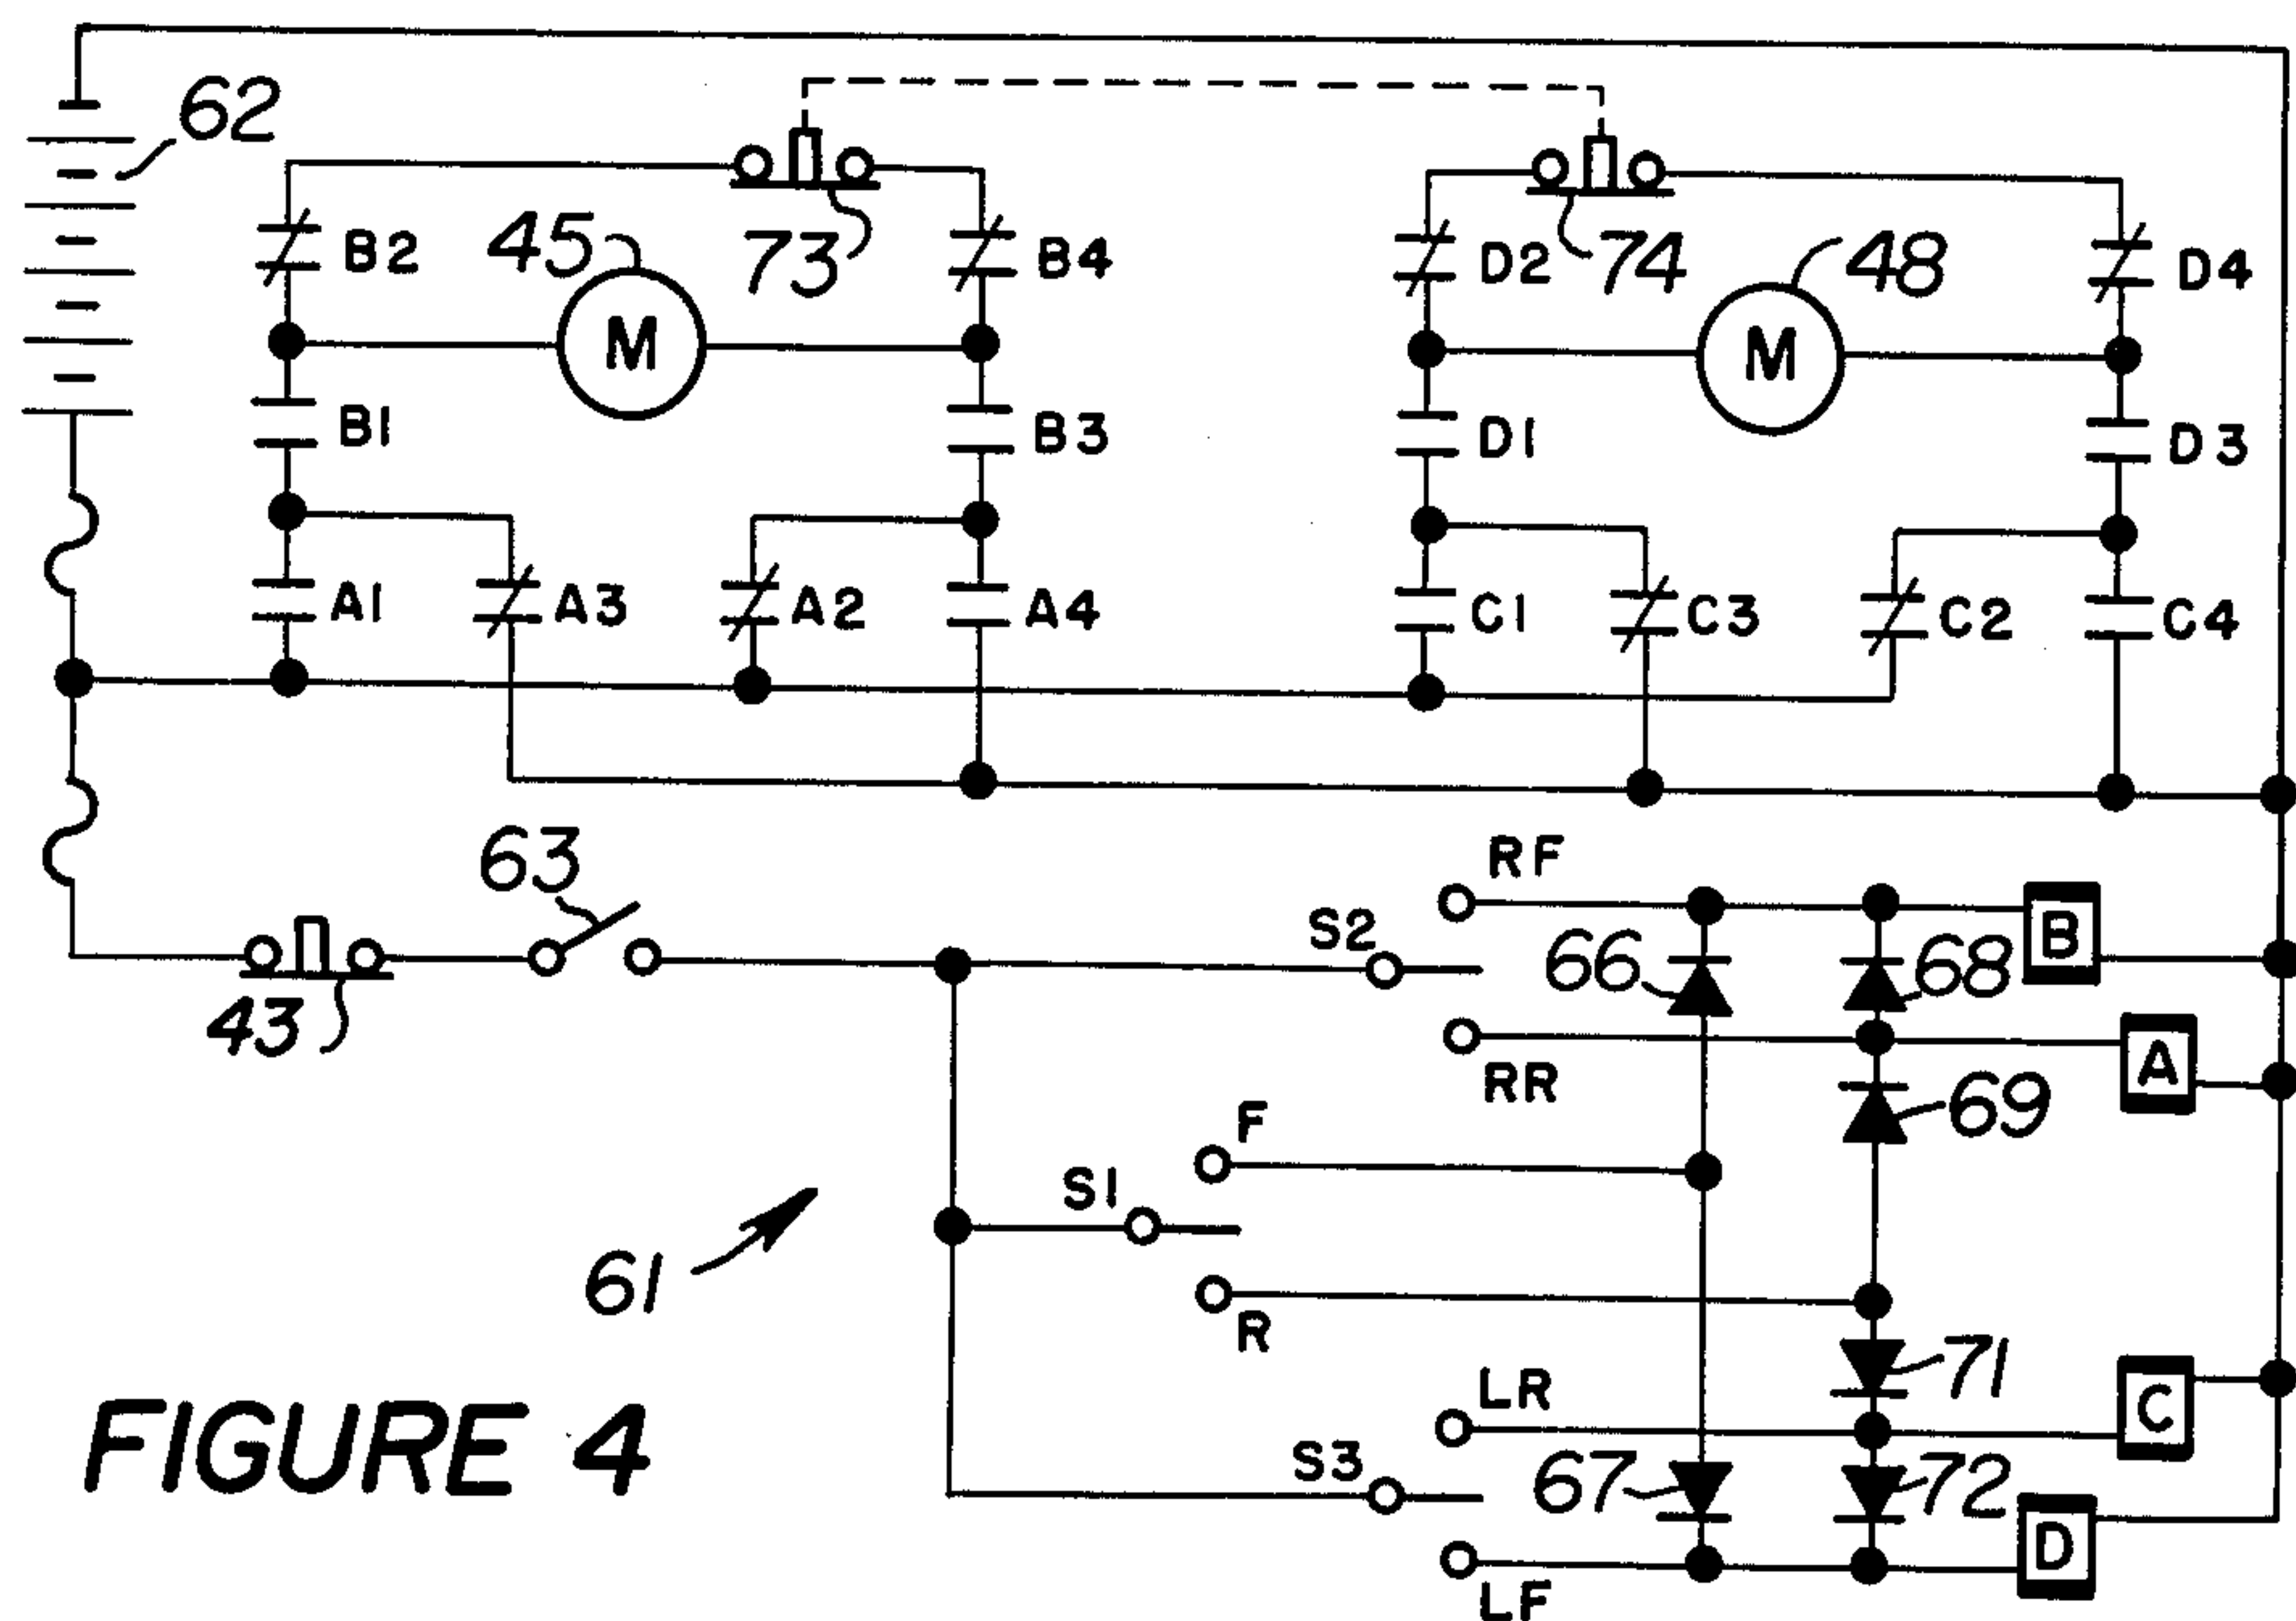 62
B2
45
73
B4
D2
74
48
D4
M
M
B1
B3
D1
D3
A1
A3
A2
A4
C1
C3
C2
C4
63
RF
S2
B
66
68
43
RR
A
69
F
S1
61
R
LR
71
C
FIGURE 4
S3
67
72
D
LF